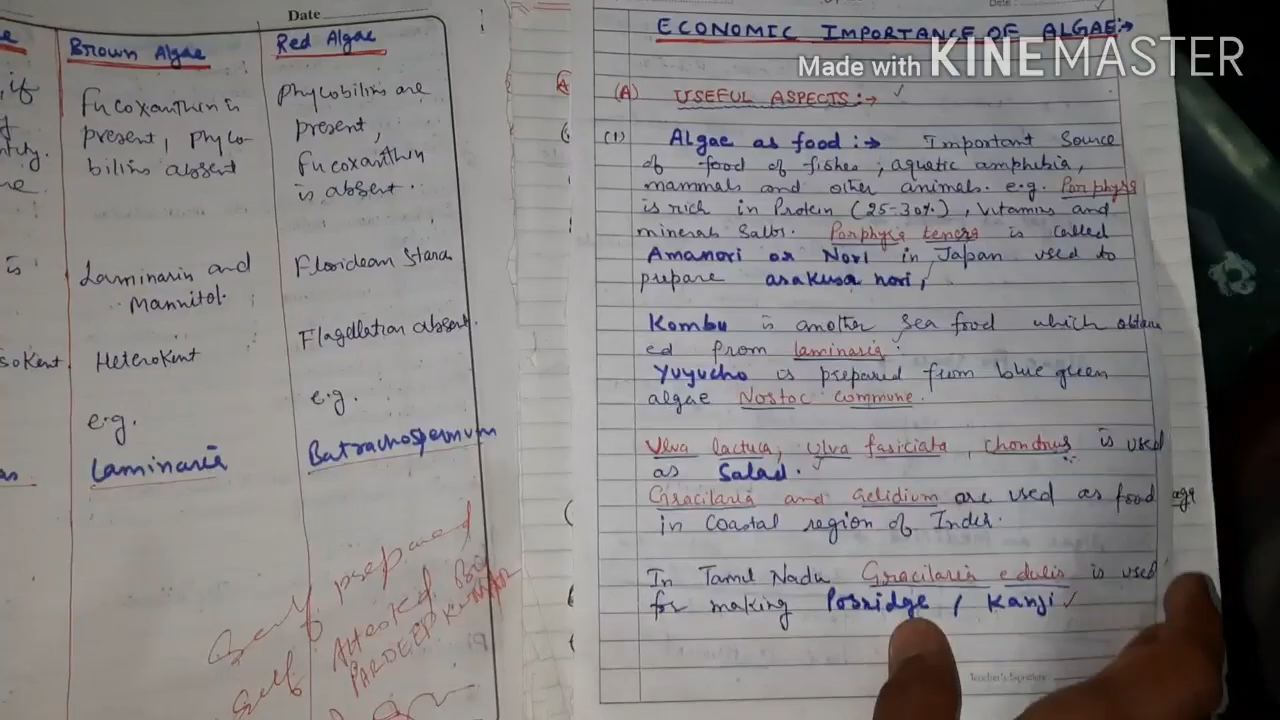 Date
Brown Algae
Fucoxanthin is
present, phyco-
bilins absent
Laminarin and
Mannitol.
Heterokont
e.g.
Laminaria
Red Algae
Phycobilins are
present,
fucoxanthin
is absent.
Floridean Starch
Flagellation absent.
e.g.
Batrachospermum
Self prepared
Self Attested By
PARDEEP KUMAR
ECONOMIC IMPORTANCE OF ALGAE:→
Made with KINEMASTER
(A) USEFUL ASPECTS:→
(1) Algae as food:→ Important Source
of food of fishes, aquatic amphibia,
mammals and other animals. e.g. Porphyra
is rich in Protein (25-30%), Vitamins and
minerals Salts. Porphyra tenera is called
Amanori or Nori in Japan used to
prepare asakusa nori,
Kombu is another Sea food which obtain
ed from laminaria.
Yuyucho is prepared from blue green
algae Nostoc commune.
Ulva lactuca, Ulva fasiciata, chondrus is used
as Salad.
Gracilaria and Gelidium are used as food agr
in Coastal region of India.
In Tamil Nadu Gracilaria edulis is used
for making Porridge / Kanji
Teacher's Signature